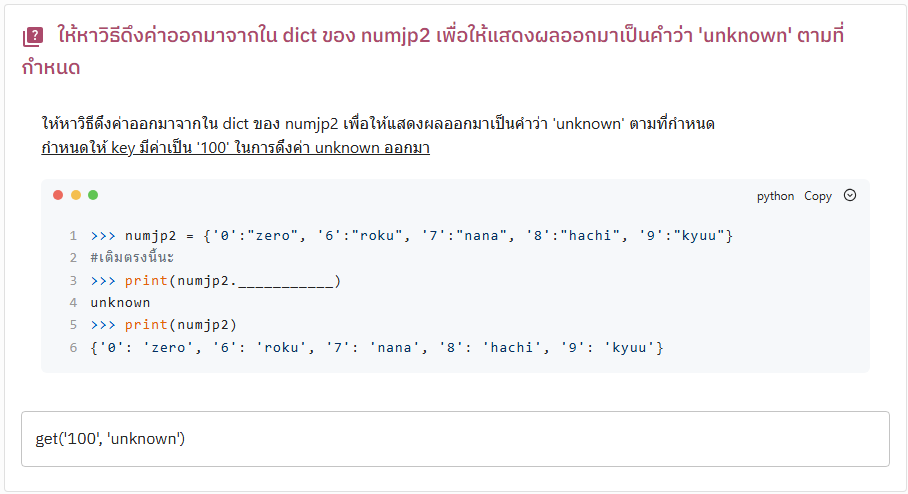 ให้หาวิธีดึงค่าออกมาจากใน dict ของ numjp2 เพื่อให้แสดงผลออกมาเป็นคำว่า 'unknown' ตามที่
กำหนด
ให้หาวิธีดึงค่าออกมาจากใน dict ของ numjp2 เพื่อให้แสดงผลออกมาเป็นคำว่า 'unknown' ตามที่กำหนด
กำหนดให้ key มีค่าเป็น '100' ในการดึงค่า unknown ออกมา
python Copy
1 >>> numjp2 = {'0':"zero", '6':"roku", '7':"nana", '8':"hachi", '9':"kyuu"}
2 #เติมตรงนี้นะ
3 >>> print(numjp2.___________)
4 unknown
5 >>> print(numjp2)
6 {'0': 'zero', '6': 'roku', '7': 'nana', '8': 'hachi', '9': 'kyuu'}
get('100', 'unknown')